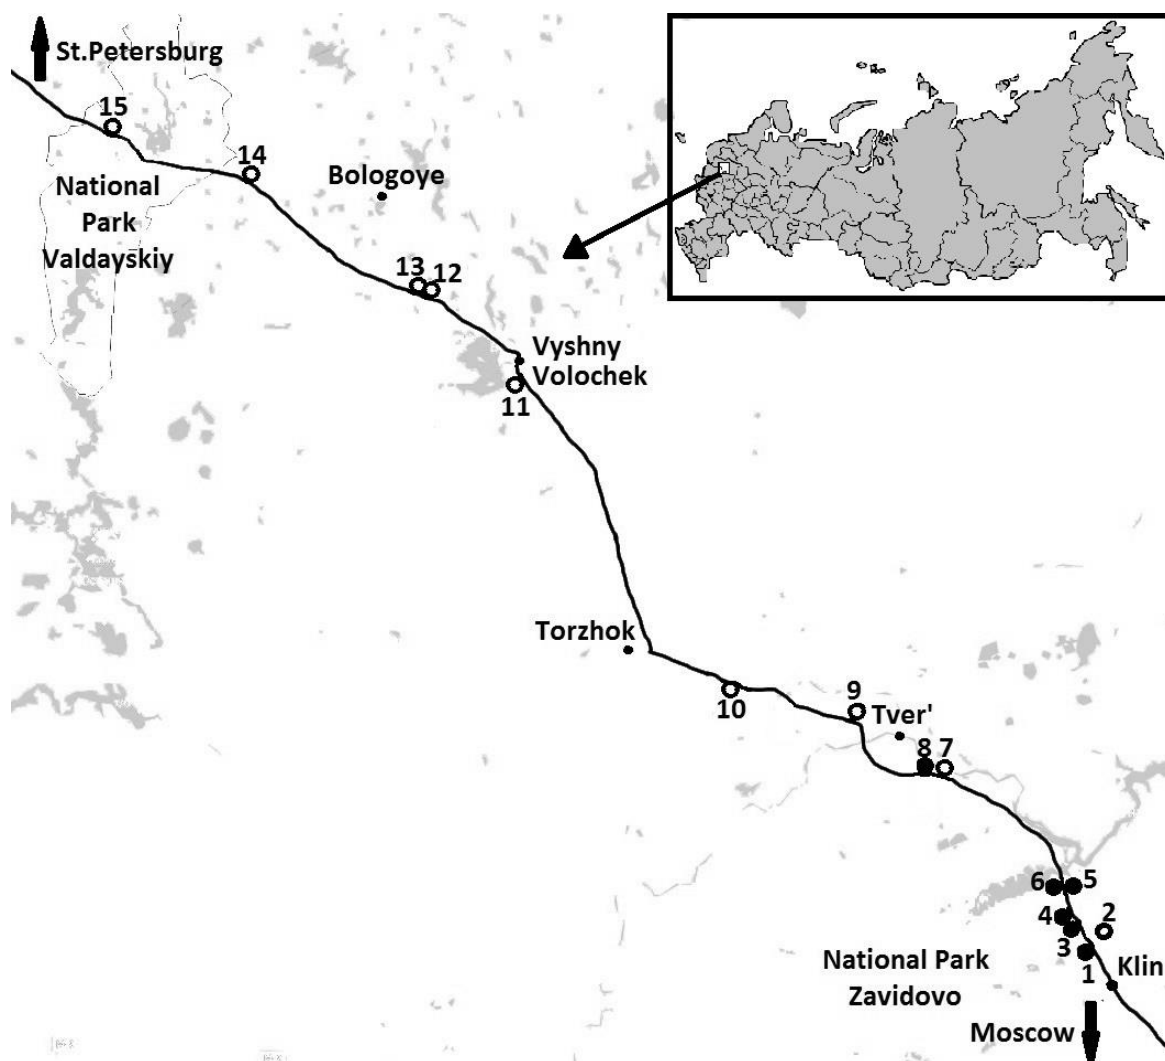 St.Petersburg
15
14
National
Park
Valdayskiy
Bologoye
13
12
Vyshny
Volochek
11
Torzhok
10
9
Tver'
8
7
6
5
4
2
3
1
National Park
Zavidovo
Klin
Moscow